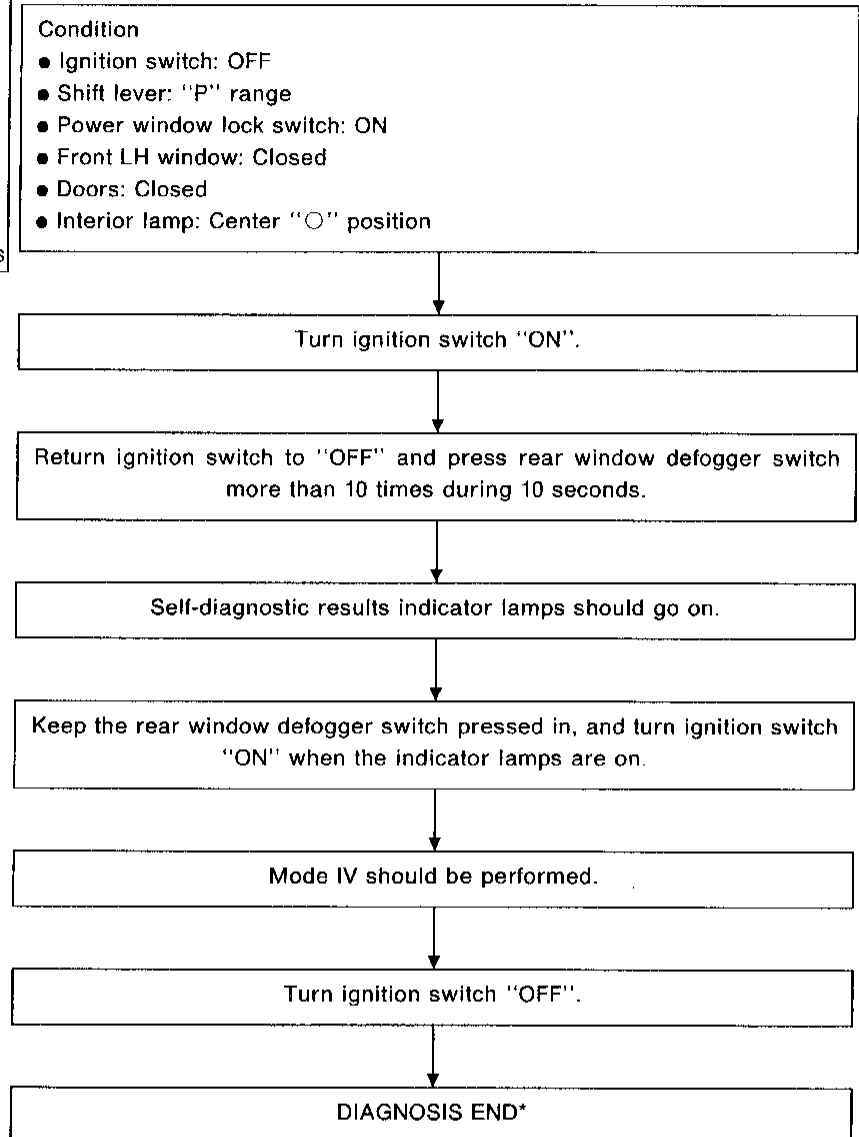 Condition
● Ignition switch: OFF
● Shift lever: "P" range
● Power window lock switch: ON
● Front LH window: Closed
● Doors: Closed
● Interior lamp: Center "○" position
s
Turn ignition switch "ON".
Return ignition switch to "OFF" and press rear window defogger switch
more than 10 times during 10 seconds.
Self-diagnostic results indicator lamps should go on.
Keep the rear window defogger switch pressed in, and turn ignition switch
"ON" when the indicator lamps are on.
Mode IV should be performed.
Turn ignition switch "OFF".
DIAGNOSIS END*